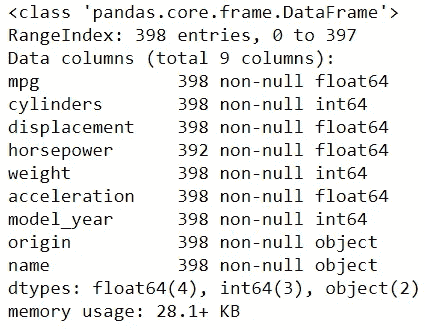 <class 'pandas.core.frame.DataFrame'>
RangeIndex: 398 entries, 0 to 397
Data columns (total 9 columns):
mpg             398 non-null float64
cylinders       398 non-null int64
displacement    398 non-null float64
horsepower      392 non-null float64
weight          398 non-null int64
acceleration    398 non-null float64
model_year      398 non-null int64
origin          398 non-null object
name            398 non-null object
dtypes: float64(4), int64(3), object(2)
memory usage: 28.1+ KB